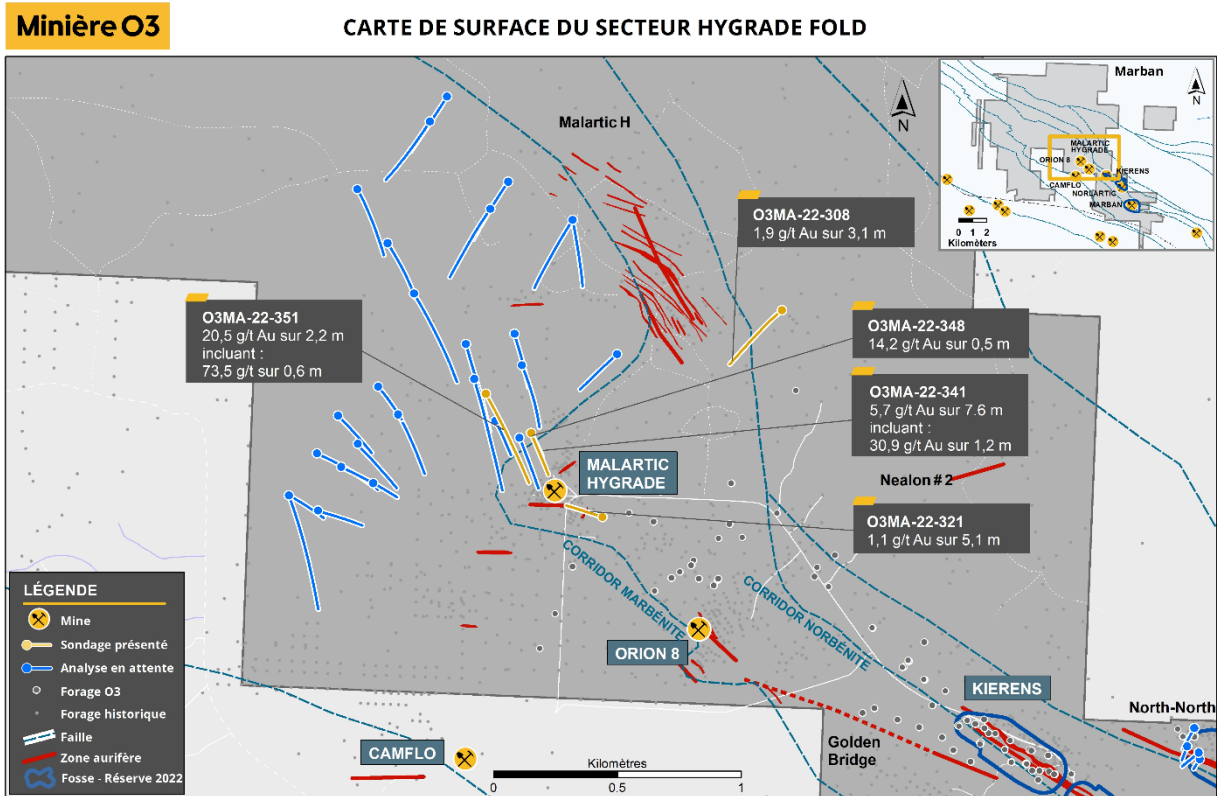 Minière O3
CARTE DE SURFACE DU SECTEUR HYGRADE FOLD
Malartic H
N
Marban
N
MALARTIC
HYGRADE
ORION 8
KIERENS
CAMFLO
NORLARTIC
MARBAN
0 1 2
Kilomètres
O3MA-22-308
1,9 g/t Au sur 3,1 m
O3MA-22-351
20,5 g/t Au sur 2,2 m
incluant :
73,5 g/t sur 0,6 m
O3MA-22-348
14,2 g/t Au sur 0,5 m
O3MA-22-341
5,7 g/t Au sur 7.6 m
incluant :
30,9 g/t Au sur 1,2 m
MALARTIC
HYGRADE
Nealon # 2
O3MA-22-321
1,1 g/t Au sur 5,1 m
CORRIDOR MARBÉNITE
CORRIDOR NORBÉNITE
ORION 8
KIERENS
North-North
Golden
Bridge
CAMFLO
Kilomètres
0 0.5 1
LÉGENDE
Mine
Sondage présenté
Analyse en attente
Forage O3
Forage historique
Faille
Zone aurifère
Fosse - Réserve 2022